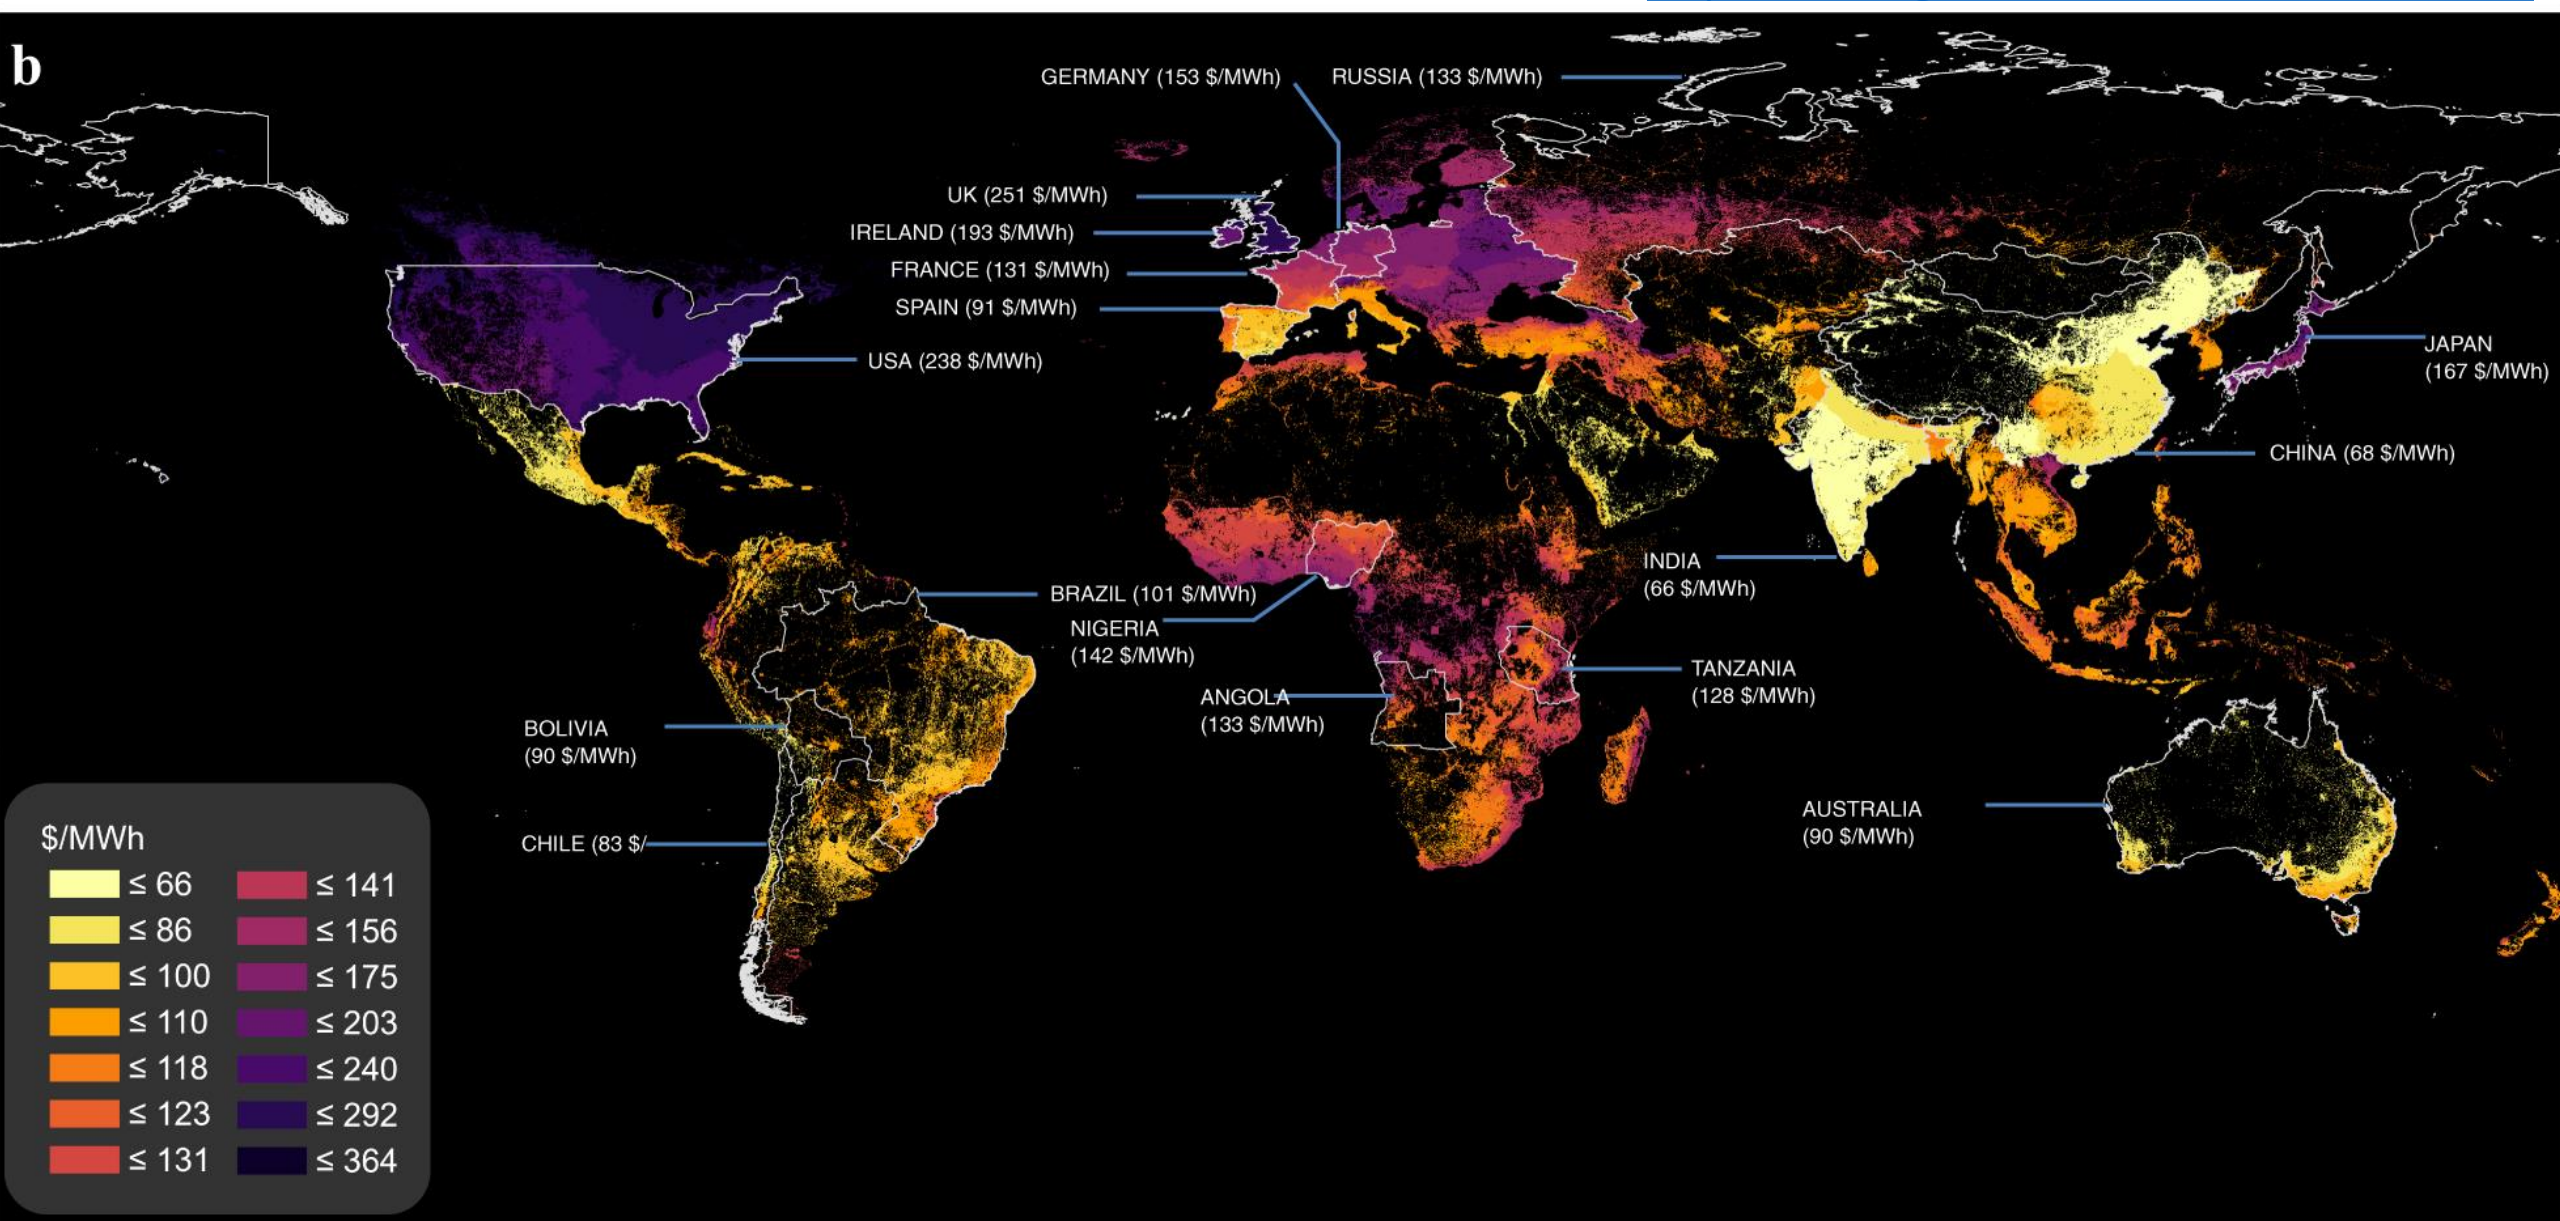 b
GERMANY (153 $/MWh)
RUSSIA (133 $/MWh)
UK (251 $/MWh)
IRELAND (193 $/MWh)
FRANCE (131 $/MWh)
SPAIN (91 $/MWh)
USA (238 $/MWh)
JAPAN
(167 $/MWh)
CHINA (68 $/MWh)
INDIA
(66 $/MWh)
BRAZIL (101 $/MWh)
NIGERIA
(142 $/MWh)
TANZANIA
(128 $/MWh)
ANGOLA
(133 $/MWh)
BOLIVIA
(90 $/MWh)
AUSTRALIA
(90 $/MWh)
CHILE (83 $/
$/MWh
≤ 66
≤ 86
≤ 100
≤ 110
≤ 118
≤ 123
≤ 131
≤ 141
≤ 156
≤ 175
≤ 203
≤ 240
≤ 292
≤ 364